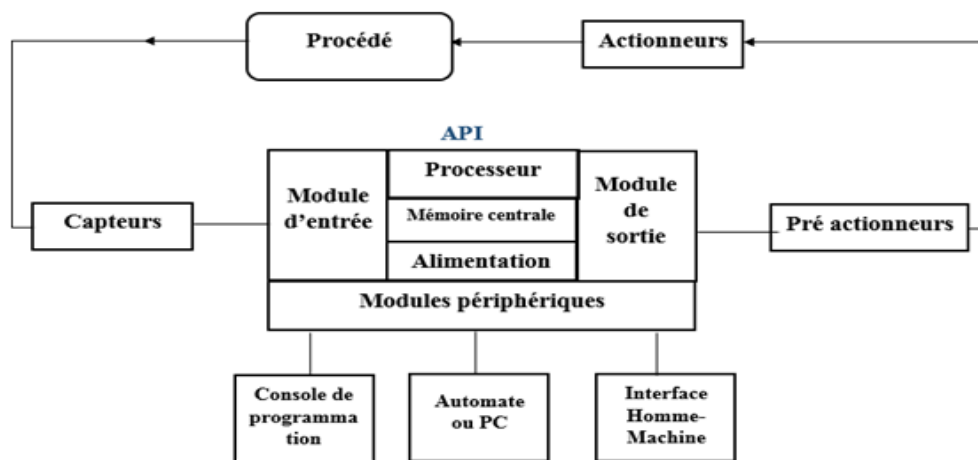 Procédé
Actionneurs
API
Processeur
Module
d'entrée
Mémoire centrale
Module
de
sortie
Alimentation
Capteurs
Pré actionneurs
Modules périphériques
Console de
programma
tion
Automate
ou PC
Interface
Homme-
Machine